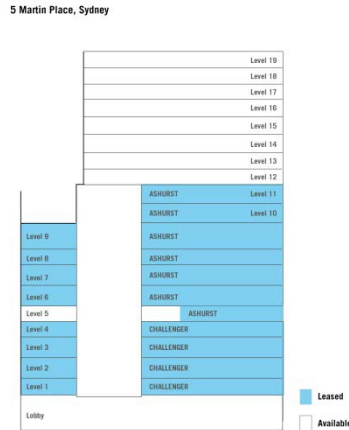 5 Martin Place, Sydney
Level 19
Level 18
Level 17
Level 16
Level 15
Level 14
Level 13
Level 12
ASHURST Level 11
ASHURST Level 10
Level 9 ASHURST
Level 8 ASHURST
Level 7 ASHURST
Level 6 ASHURST
Level 5 ASHURST
Level 4 CHALLENGER
Level 3 CHALLENGER
Level 2 CHALLENGER
Level 1 CHALLENGER
Leased
Lobby
Available